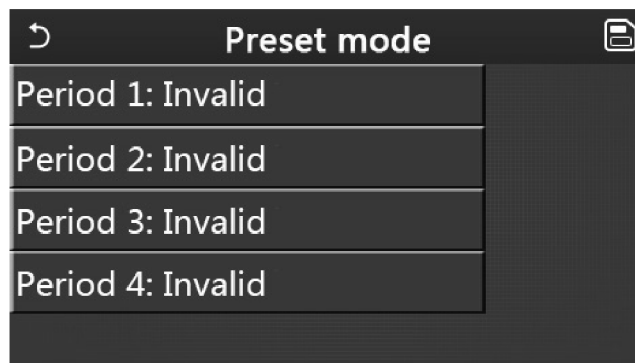 Preset mode
Period 1: Invalid
Period 2: Invalid
Period 3: Invalid
Period 4: Invalid